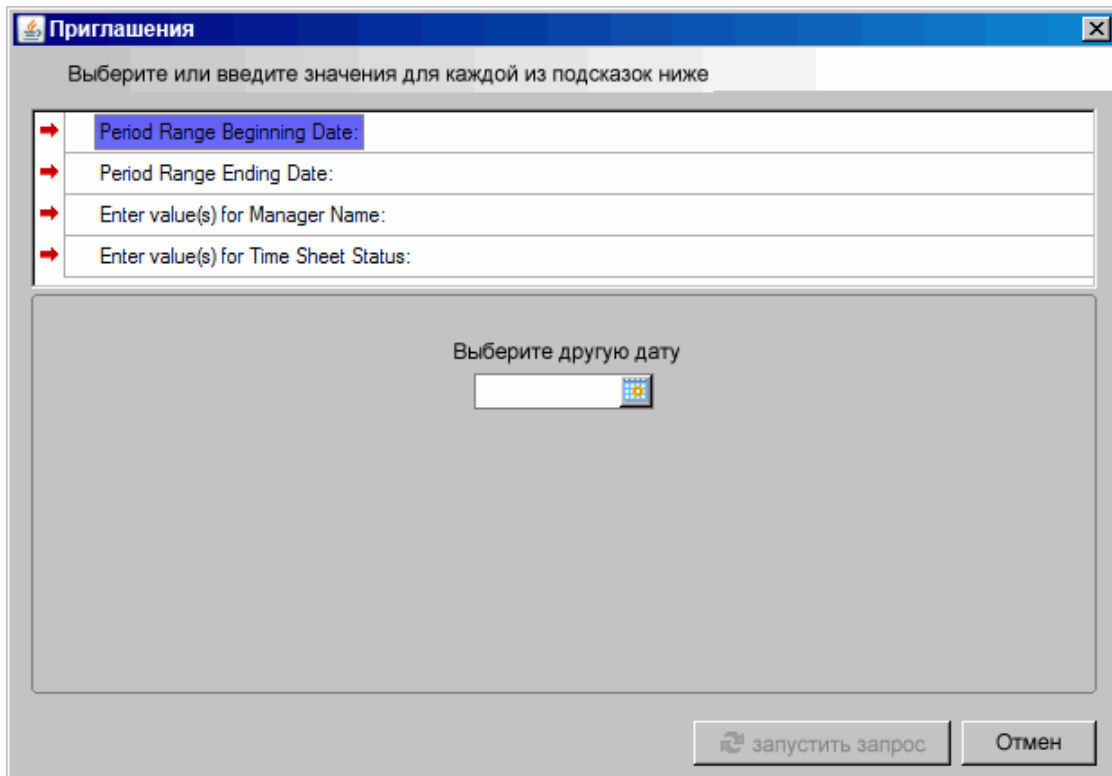 Приглашения
Выберите или введите значения для каждой из подсказок ниже
Period Range Beginning Date:
Period Range Ending Date:
Enter value(s) for Manager Name:
Enter value(s) for Time Sheet Status:
Выберите другую дату
запустить запрос
Отмен